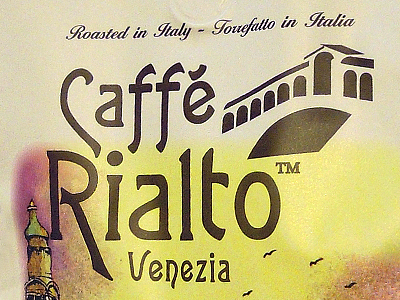 Roasted in Italy - Torrefatto in Italia
Caffé
Rialto™
Venezia